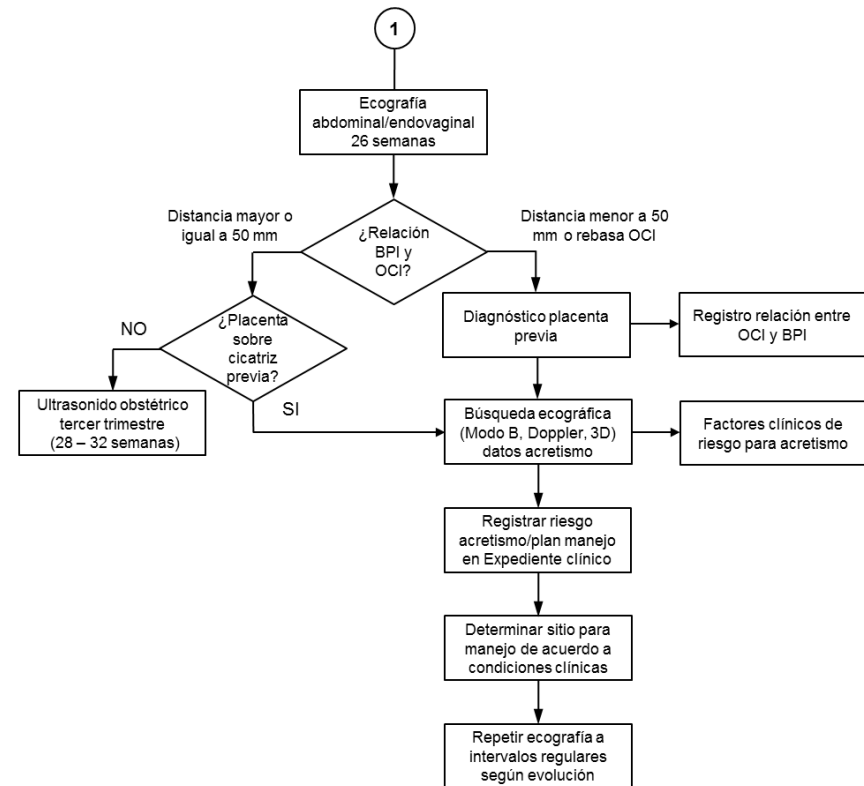 1
Ecografía
abdominal/endovaginal
26 semanas
Distancia mayor o
igual a 50 mm
¿Relación
BPI y
OCI?
Distancia menor a 50
mm o rebasa OCI
NO
¿Placenta
sobre
cicatriz
previa?
Diagnóstico placenta
previa
Registro relación entre
OCI y BPI
Ultrasonido obstétrico
tercer trimestre
(28 – 32 semanas)
SI
Búsqueda ecográfica
(Modo B, Doppler, 3D)
datos acretismo
Factores clínicos de
riesgo para acretismo
Registrar riesgo
acretismo/plan manejo
en Expediente clínico
Determinar sitio para
manejo de acuerdo a
condiciones clínicas
Repetir ecografía a
intervalos regulares
según evolución